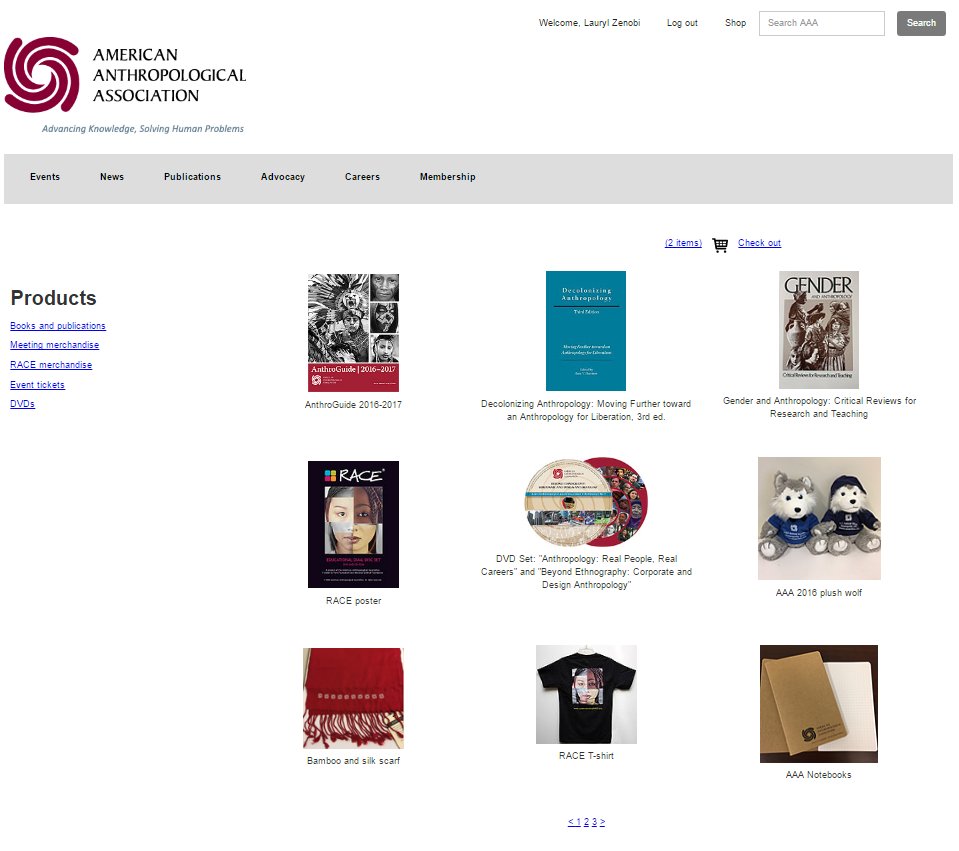 Welcome, Lauryl Zenobi
Log out
Shop
Search AAA
Search
AMERICAN
ANTHROPOLOGICAL
ASSOCIATION
Advancing Knowledge, Solving Human Problems
Events
News
Publications
Advocacy
Careers
Membership
(2 items)
Check out
Products
Books and publications
Meeting merchandise
RACE merchandise
Event tickets
DVDs
AnthroGuide | 2016–2017
AnthroGuide 2016-2017
Decolonizing
Anthropology
Third Edition
Moving Further toward an
Anthropology for Liberation
Decolonizing Anthropology: Moving Further toward
an Anthropology for Liberation, 3rd ed.
GENDER
AND ANTHROPOLOGY
Critical Reviews for Research and Teaching
Gender and Anthropology: Critical Reviews for
Research and Teaching
RACE
RACE poster
DVD Set: "Anthropology: Real People, Real
Careers" and "Beyond Ethnography: Corporate and
Design Anthropology"
AAA 2016 plush wolf
Bamboo and silk scarf
RACE T-shirt
AAA Notebooks
< 1 2 3 >